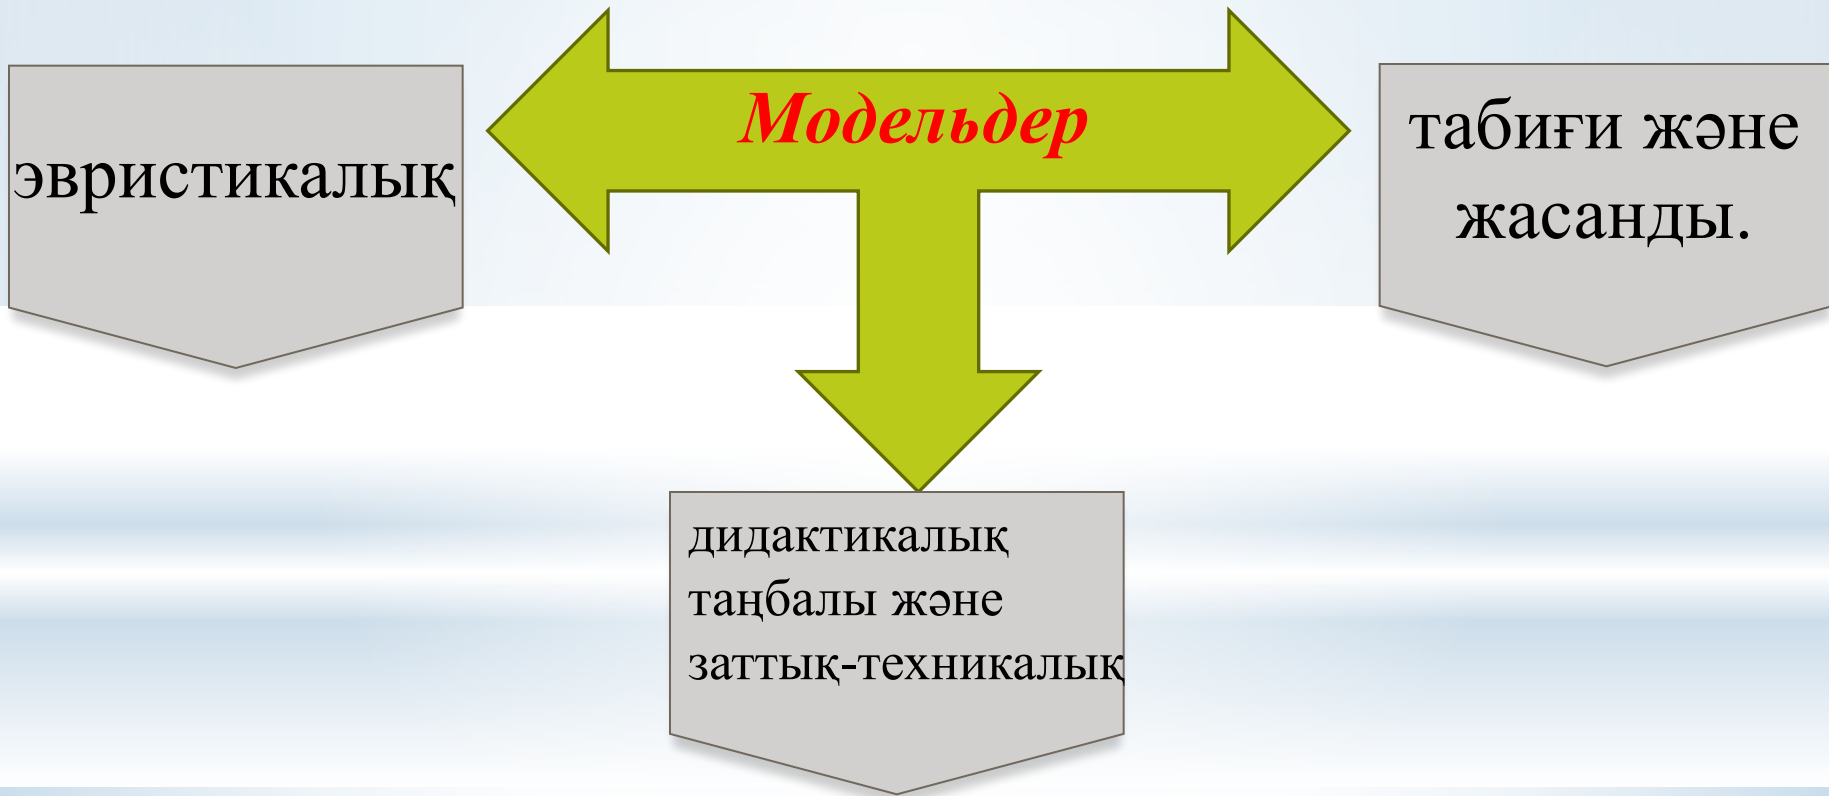 Модельдер
эвристикалық
табиғи және
жасанды.
дидактикалық
таңбалы және
заттық-техникалық